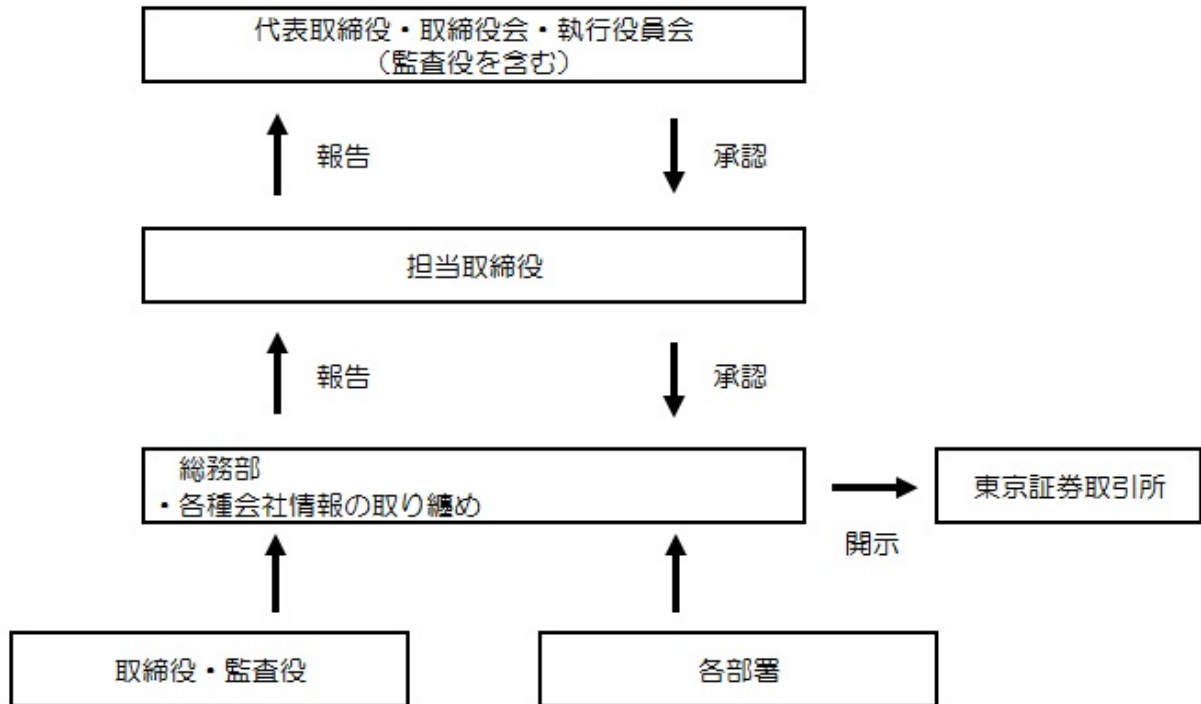 代表取締役・取締役会・執行役員会
（監査役を含む）
報告
承認
担当取締役
報告
承認
総務部
・各種会社情報の取り纏め
東京証券取引所
開示
取締役・監査役
各部署